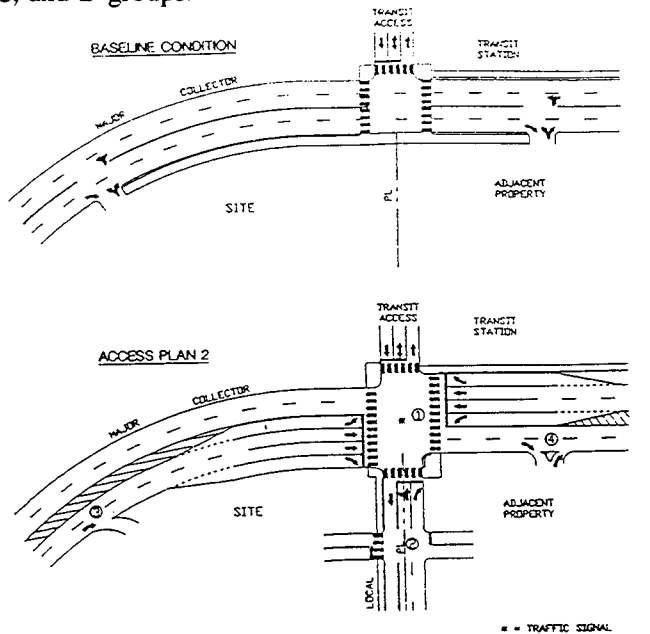 and
groups.
TRANSIT
ACCESS
BASELINE CONDITION
TRANSIT
STATION
MAJOR
COLLECTOR
SITE
PL
ADJACENT
PROPERTY
TRANSIT
ACCESS
TRANSIT
STATION
ACCESS PLAN 2
MAJOR
COLLECTOR
①
④
③
SITE
ADJACENT
PROPERTY
②
PL
LOCAL
* = TRAFFIC SIGNAL